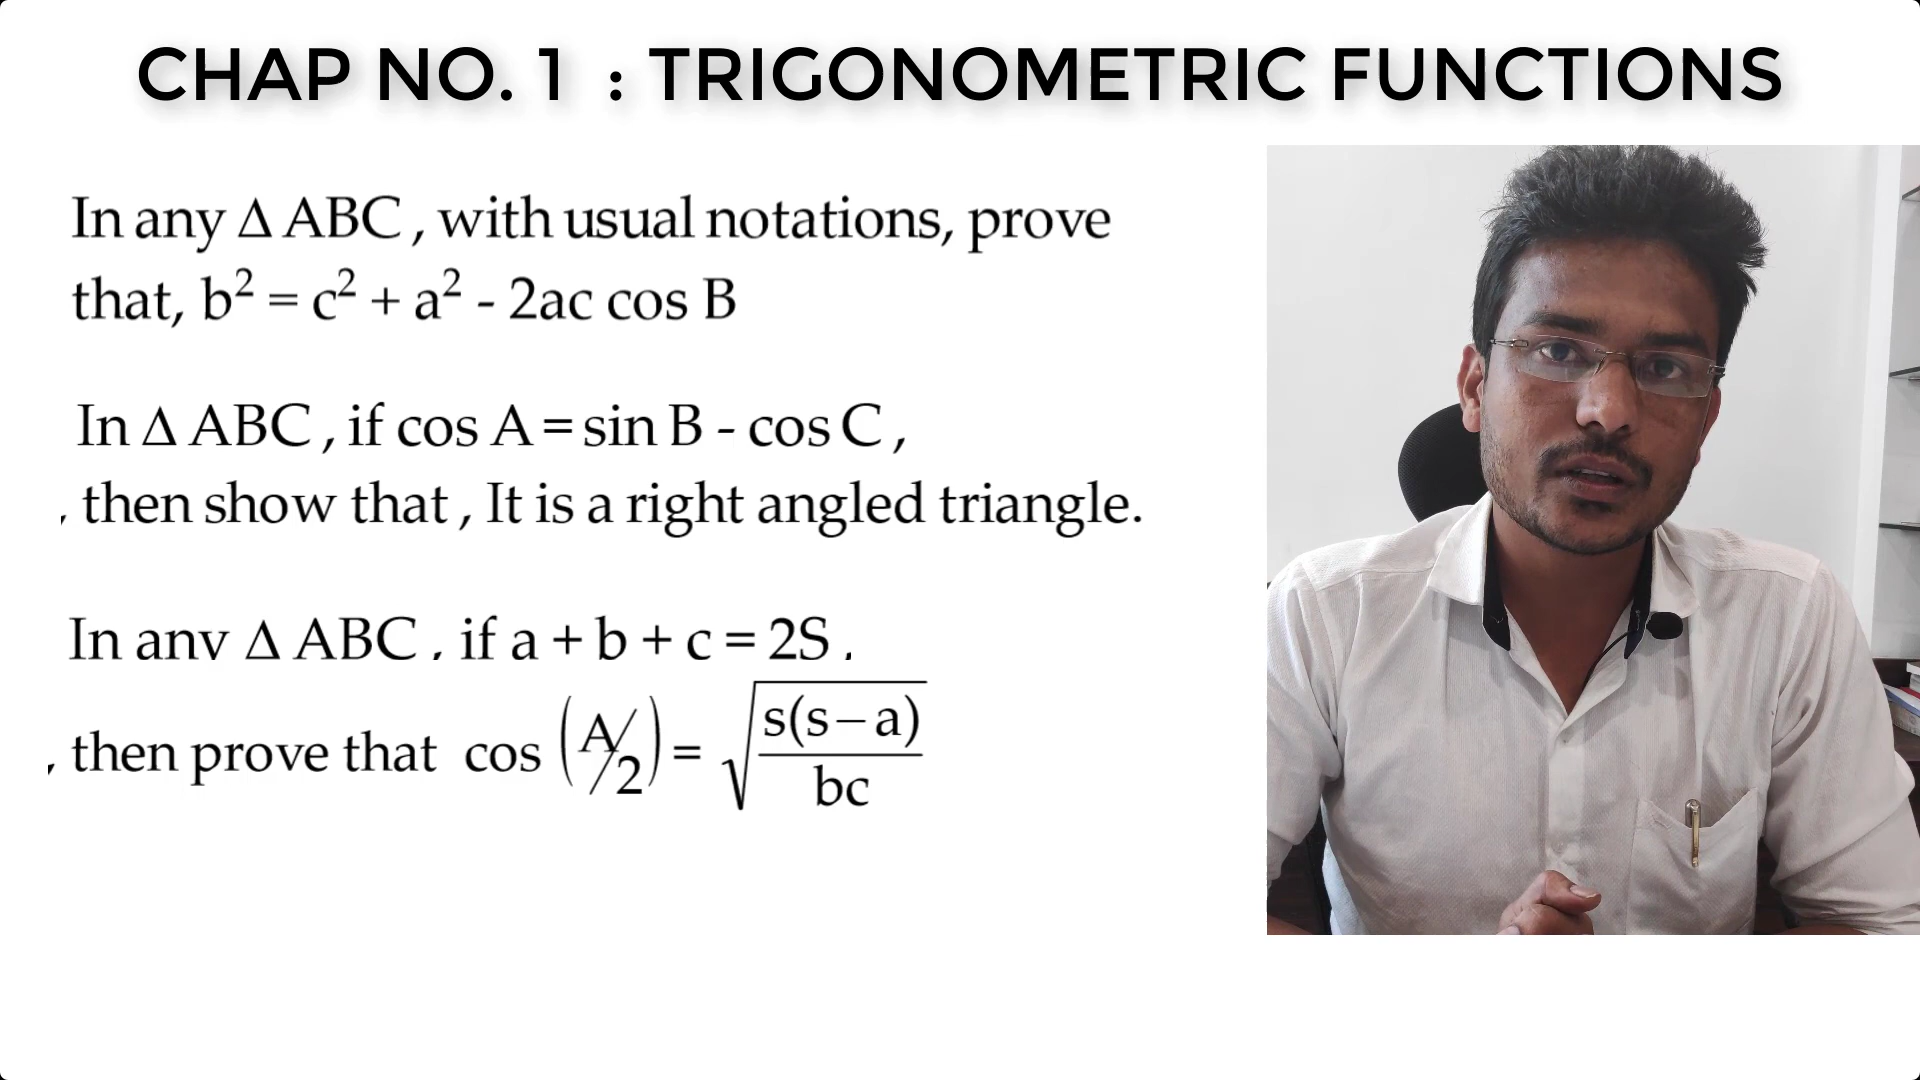 CHAP NO. 1 : TRIGONOMETRIC FUNCTIONS
In any Δ ABC, with usual notations, prove
that, b² = c² + a² - 2ac cos B
In Δ ABC, if cos A = sin B - cos C,
, then show that, It is a right angled triangle.
In any Δ ABC, if a + b + c = 2S,
, then prove that cos (A/2) = √(s(s–a)/bc)